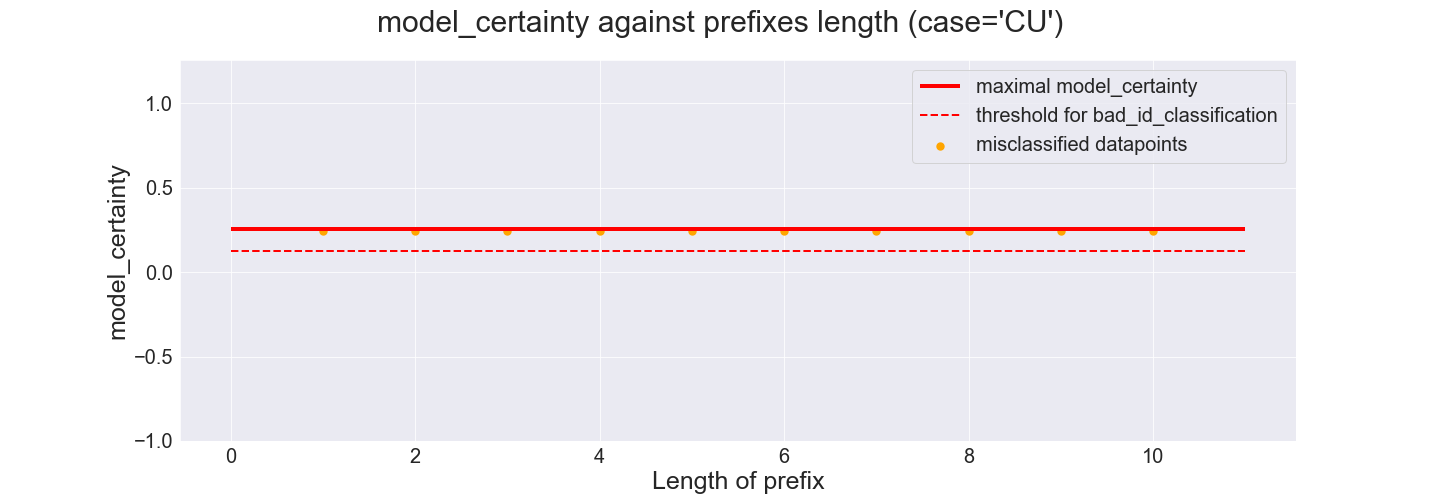 model_certainty against prefixes length (case='CU')
maximal model_certainty
threshold for bad_id_classification
misclassified datapoints
model_certainty
1.0
0.5
0.0
−0.5
−1.0
0 2 4 6 8 10
Length of prefix